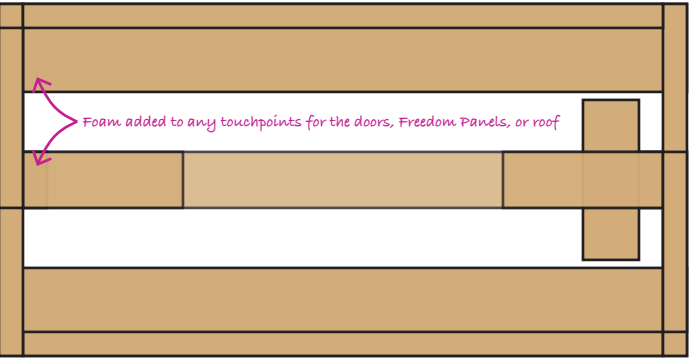 Foam added to any touchpoints for the doors, Freedom Panels, or roof